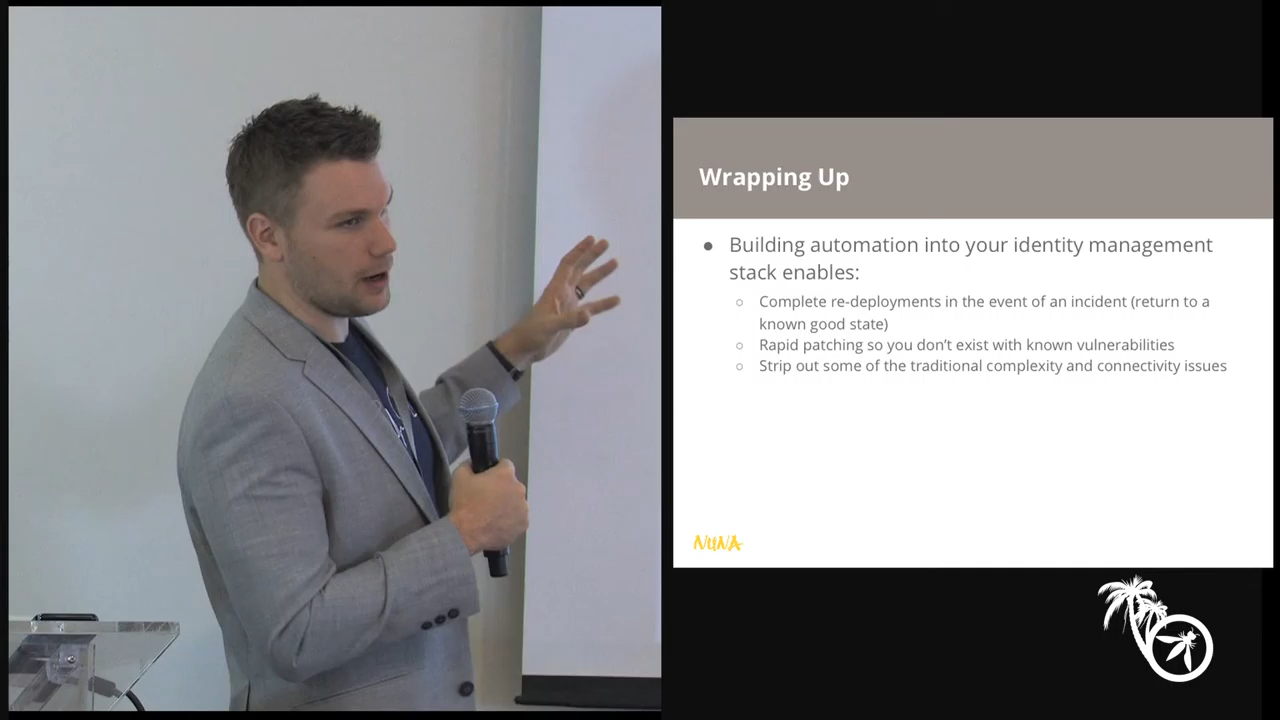 Wrapping Up
● Building automation into your identity management
stack enables:
○ Complete re-deployments in the event of an incident (return to a
known good state)
○ Rapid patching so you don’t exist with known vulnerabilities
○ Strip out some of the traditional complexity and connectivity issues
NUNA